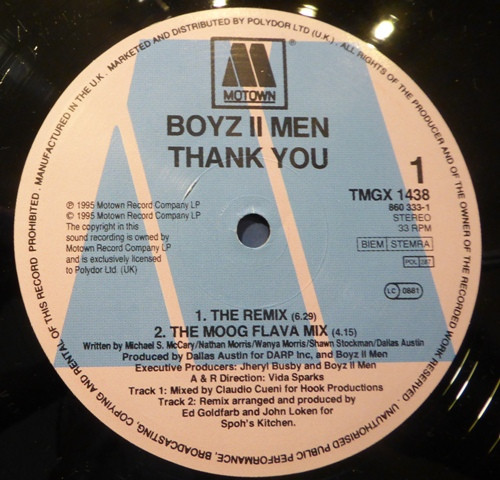 MANUFACTURED IN THE U.K. MARKETED AND DISTRIBUTED BY POLYDOR LTD (U.K.) · ALL RIGHTS OF THE PRODUCER AND OF THE OWNER OF THE RECORDED WORK RESERVED. UNAUTHORISED PUBLIC PERFORMANCE, BROADCASTING, COPYING AND RENTAL OF THIS RECORD PROHIBITED.
MOTOWN
BOYZ II MEN
THANK YOU
1
TMGX 1438
860 333-1
STEREO
33 RPM
BIEM STEMRA
POL 287
LC 0881
℗ 1995 Motown Record Company LP
© 1995 Motown Record Company LP
The copyright in this
sound recording is owned by
Motown Record Company LP
and is exclusively licensed
to Polydor Ltd. (UK)
1. THE REMIX (6.29)
2. THE MOOG FLAVA MIX (4.15)
Written by Michael S. McCary/Nathan Morris/Wanya Morris/Shawn Stockman/Dallas Austin
Produced by Dallas Austin for DARP Inc, and Boyz II Men
Executive Producers: Jheryl Busby and Boyz II Men
A & R Direction: Vida Sparks
Track 1: Mixed by Claudio Cueni for Hook Productions
Track 2: Remix arranged and produced by
Ed Goldfarb and John Loken for
Spoh's Kitchen.